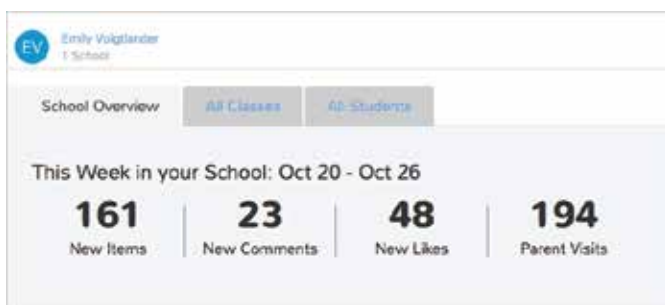 EV
Emily Voigtlander
1 School
School Overview
All Classes
All Students
This Week in your School: Oct 20 - Oct 26
161
New Items
23
New Comments
48
New Likes
194
Parent Visits